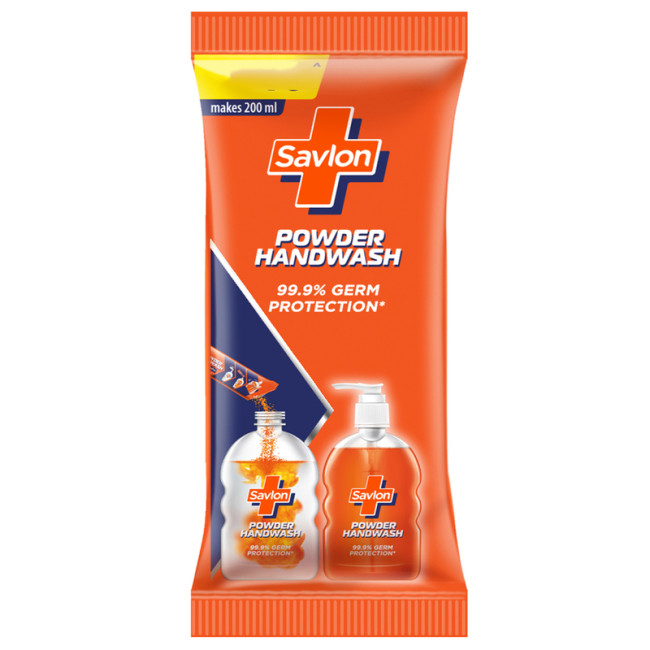 makes 200 ml
Savlon
POWDER
HANDWASH
99.9% GERM
PROTECTION*
Savlon
POWDER
HANDWASH
99.9% GERM
PROTECTION*
Savlon
POWDER
HANDWASH
99.9% GERM
PROTECTION*